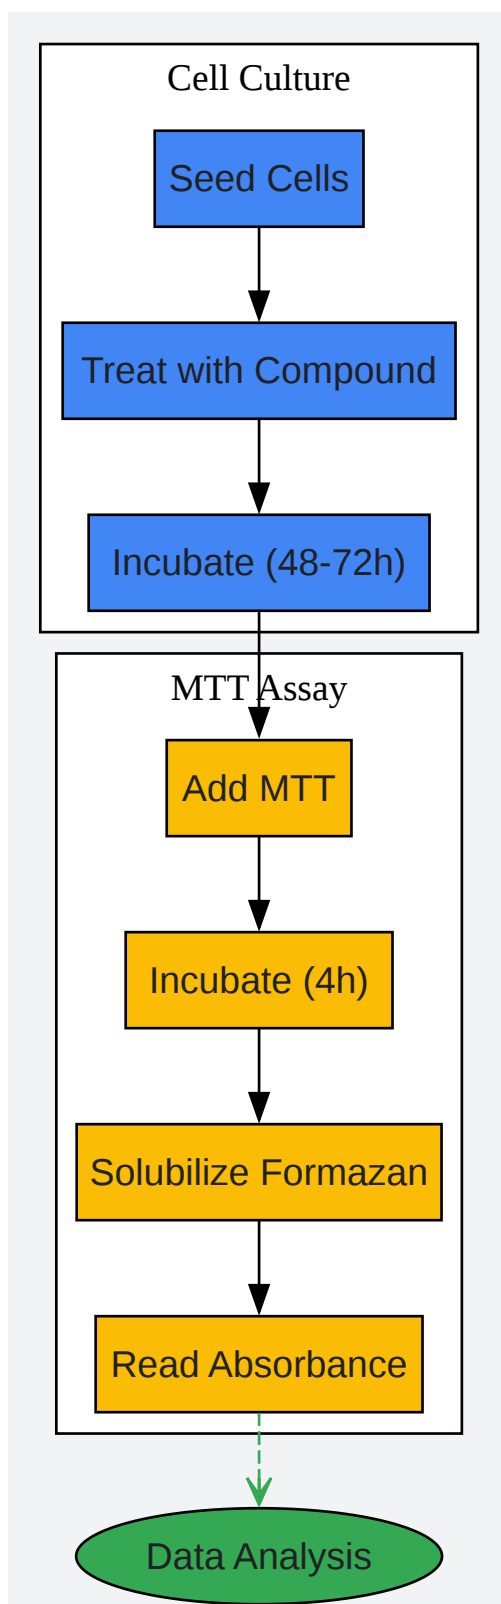 Cell Culture
Seed Cells
Treat with Compound
Incubate (48-72h)
MTT Assay
Add MTT
Incubate (4h)
Solubilize Formazan
Read Absorbance
Data Analysis